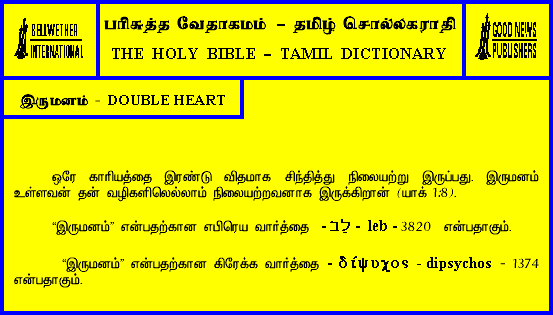 BELLWETHER
INTERNATIONAL
பரிசுத்த வேதாகமம் – தமிழ் சொல்லகராதி
THE HOLY BIBLE – TAMIL DICTIONARY
GOOD NEWS
PUBLISHERS
இருமனம் - DOUBLE HEART
ஒரே காரியத்தை இரண்டு விதமாக சிந்தித்து நிலையற்று இருப்பது. இருமனம்
உள்ளவன் தன் வழிகளிலெல்லாம் நிலையற்றவனாக இருக்கிறான் (யாக் 1:8).
“இருமனம்” என்பதற்கான எபிரெய வார்த்தை - לֵב - leb - 3820 என்பதாகும்.
“இருமனம்” என்பதற்கான கிரேக்க வார்த்தை - δίψυχος - dipsychos - 1374
என்பதாகும்.